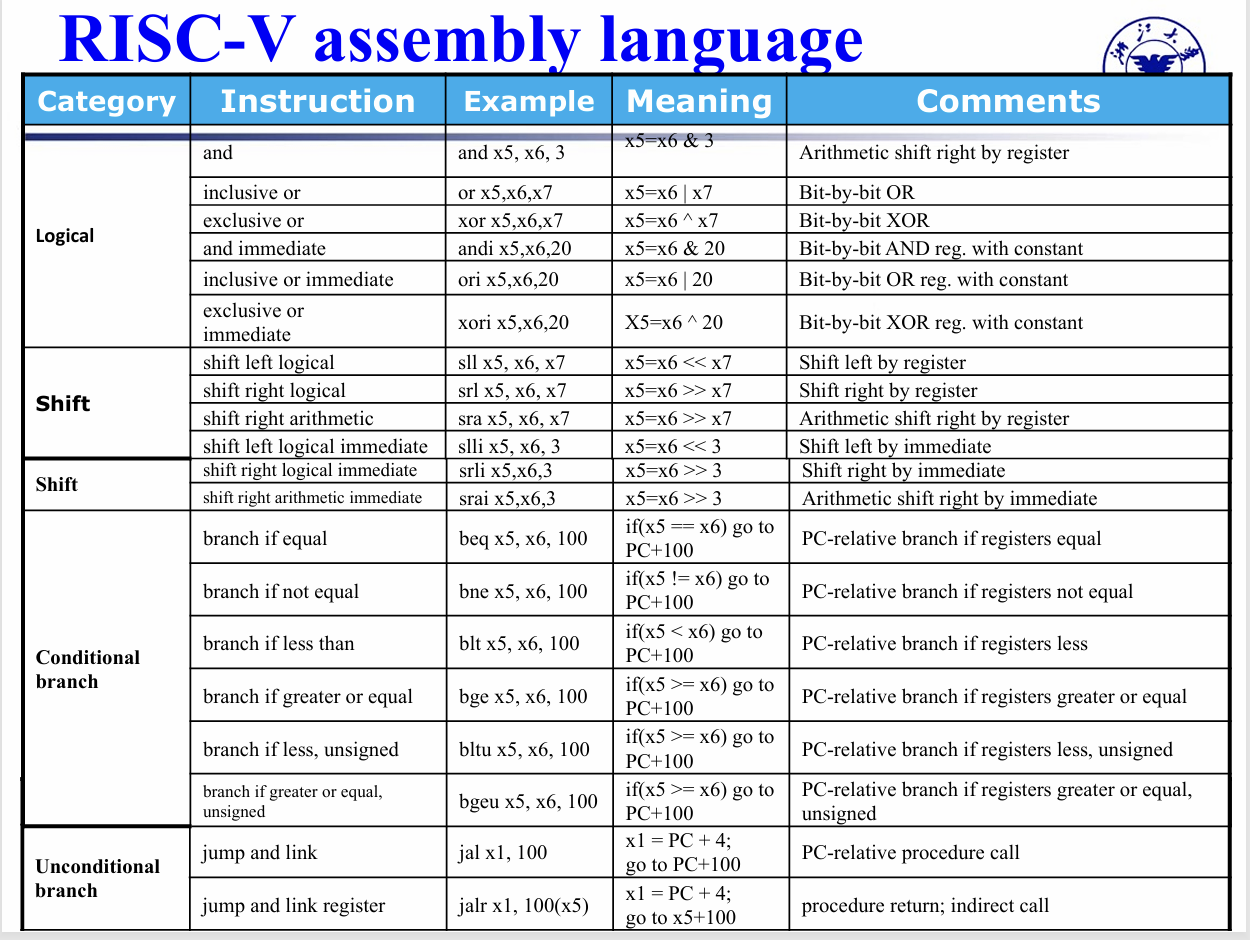 RISC-V assembly language
浙 江 大
Category Instruction Example Meaning Comments
Logical
and and x5, x6, 3 x5=x6 & 3 Arithmetic shift right by register
inclusive or or x5,x6,x7 x5=x6 | x7 Bit-by-bit OR
exclusive or xor x5,x6,x7 x5=x6 ^ x7 Bit-by-bit XOR
and immediate andi x5,x6,20 x5=x6 & 20 Bit-by-bit AND reg. with constant
inclusive or immediate ori x5,x6,20 x5=x6 | 20 Bit-by-bit OR reg. with constant
exclusive or
immediate
xori x5,x6,20 X5=x6 ^ 20 Bit-by-bit XOR reg. with constant
Shift
shift left logical sll x5, x6, x7 x5=x6 << x7 Shift left by register
shift right logical srl x5, x6, x7 x5=x6 >> x7 Shift right by register
shift right arithmetic sra x5, x6, x7 x5=x6 >> x7 Arithmetic shift right by register
shift left logical immediate slli x5, x6, 3 x5=x6 << 3 Shift left by immediate
Shift
shift right logical immediate srli x5,x6,3 x5=x6 >> 3 Shift right by immediate
shift right arithmetic immediate srai x5,x6,3 x5=x6 >> 3 Arithmetic shift right by immediate
Conditional
branch
branch if equal beq x5, x6, 100 if(x5 == x6) go to
PC+100
PC-relative branch if registers equal
branch if not equal bne x5, x6, 100 if(x5 != x6) go to
PC+100
PC-relative branch if registers not equal
branch if less than blt x5, x6, 100 if(x5 < x6) go to
PC+100
PC-relative branch if registers less
branch if greater or equal bge x5, x6, 100 if(x5 >= x6) go to
PC+100
PC-relative branch if registers greater or equal
branch if less, unsigned bltu x5, x6, 100 if(x5 >= x6) go to
PC+100
PC-relative branch if registers less, unsigned
branch if greater or equal,
unsigned
bgeu x5, x6, 100 if(x5 >= x6) go to
PC+100
PC-relative branch if registers greater or equal,
unsigned
Unconditional
branch
jump and link jal x1, 100 x1 = PC + 4;
go to PC+100
PC-relative procedure call
jump and link register jalr x1, 100(x5) x1 = PC + 4;
go to x5+100
procedure return; indirect call